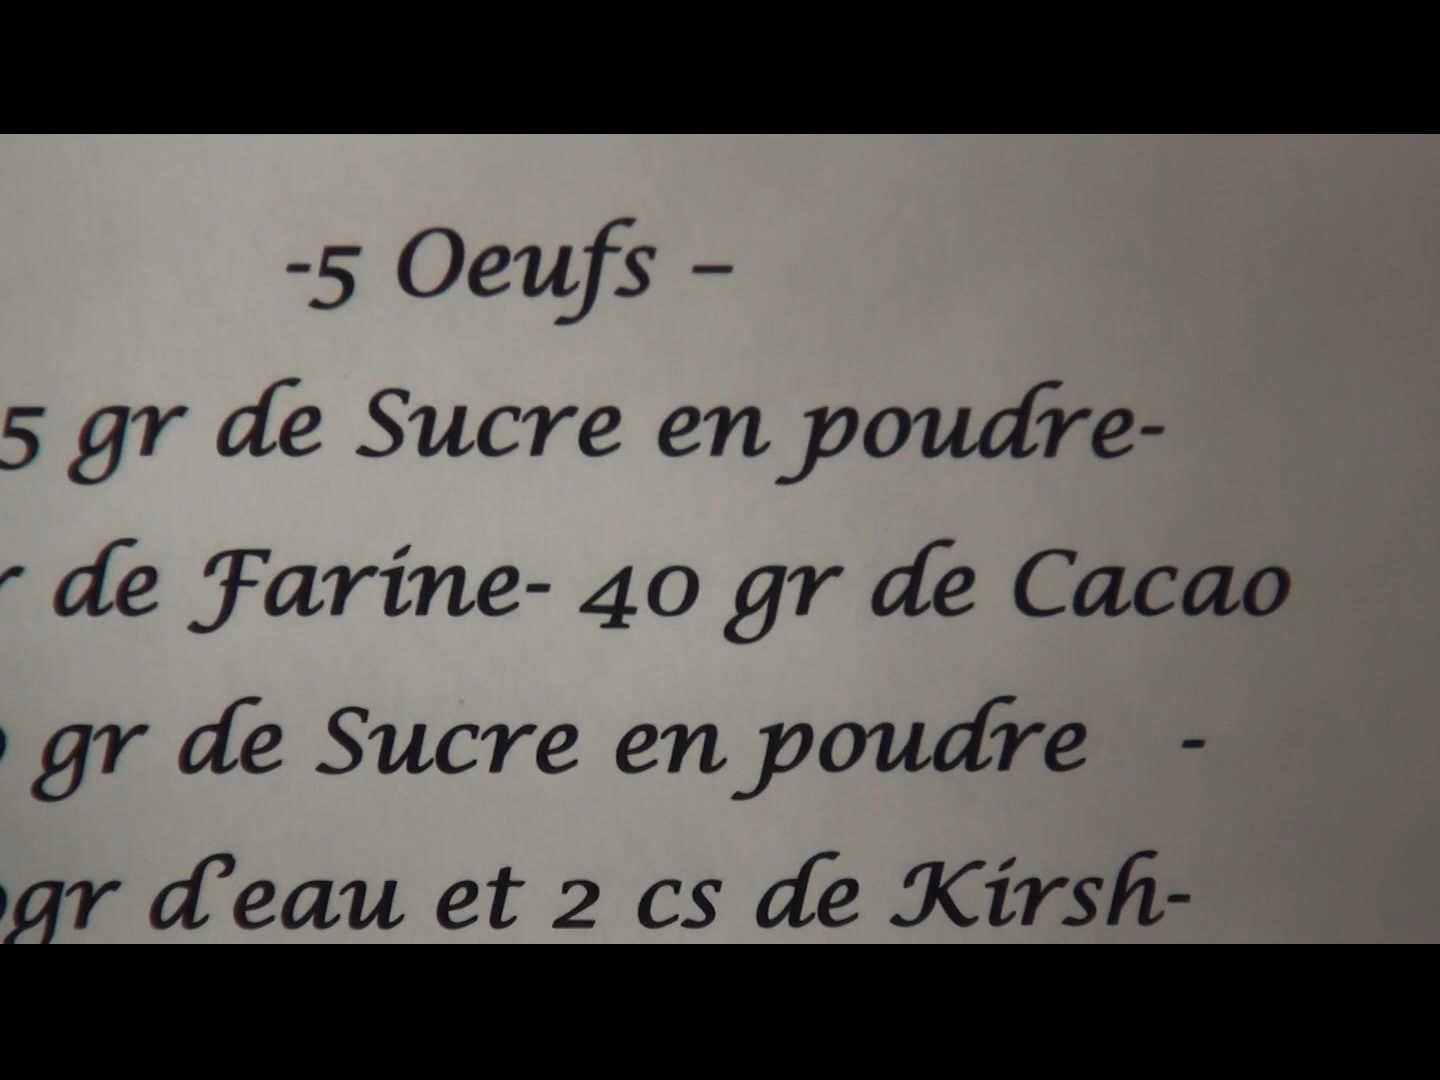 -5 Oeufs –
5 gr de Sucre en poudre-
de Farine- 40 gr de Cacao
gr de Sucre en poudre -
gr d'eau et 2 cs de Kirsh-